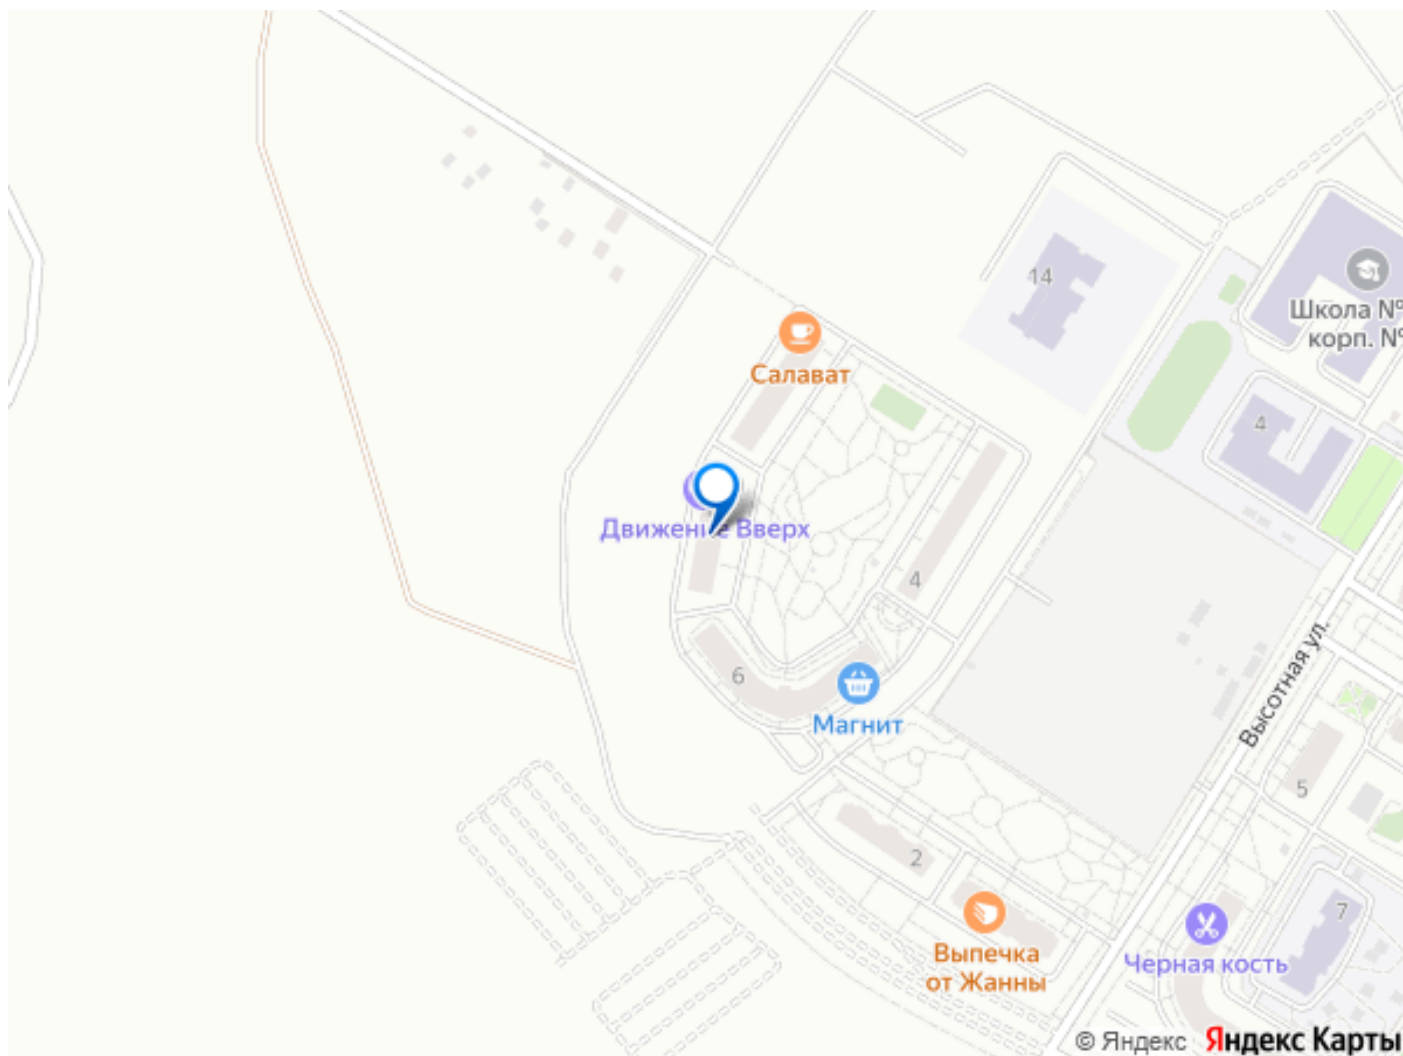 14
Школа №
корп. №
Салават
4
Движение Вверх
4
Высотная ул.
6
Магнит
5
2
7
Выпечка
от Жанны
Черная кость
© Яндекс Яндекс Карты